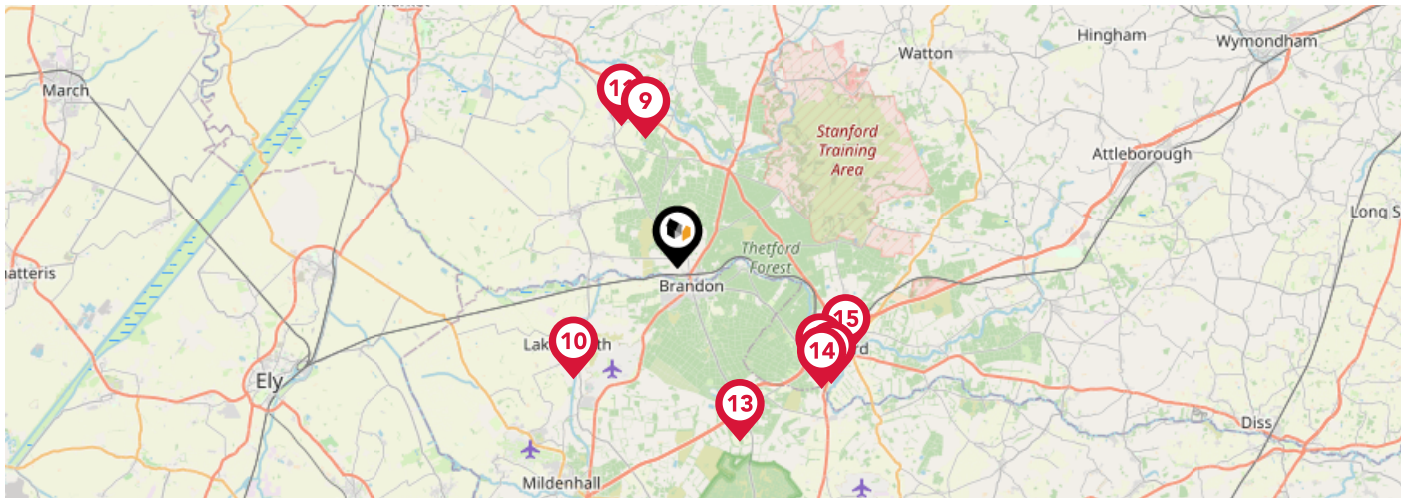 Watton
Hingham
Wymondham
March
11
9
Stanford
Training
Area
Attleborough
Long S
Thetford
Forest
atteris
Brandon
15
10
14
Ely
13
Diss
Mildenhall